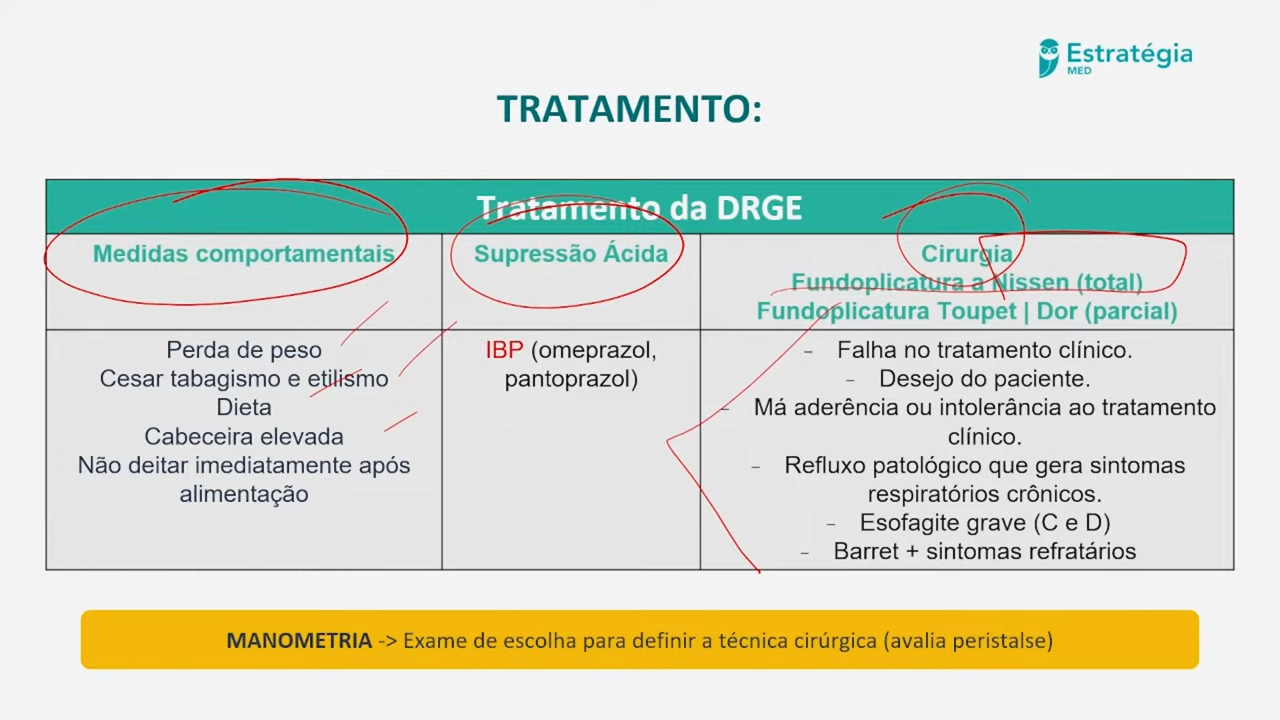 Estratégia
MED
TRATAMENTO:
Tratamento da DRGE
Medidas comportamentais
Supressão Ácida
Cirurgia
Fundoplicatura a Nissen (total)
Fundoplicatura Toupet | Dor (parcial)
Perda de peso
Cesar tabagismo e etilismo
Dieta
Cabeceira elevada
Não deitar imediatamente após
alimentação
IBP (omeprazol,
pantoprazol)
- Falha no tratamento clínico.
- Desejo do paciente.
- Má aderência ou intolerância ao tratamento
clínico.
- Refluxo patológico que gera sintomas
respiratórios crônicos.
- Esofagite grave (C e D)
- Barret + sintomas refratários
MANOMETRIA -> Exame de escolha para definir a técnica cirúrgica (avalia peristalse)